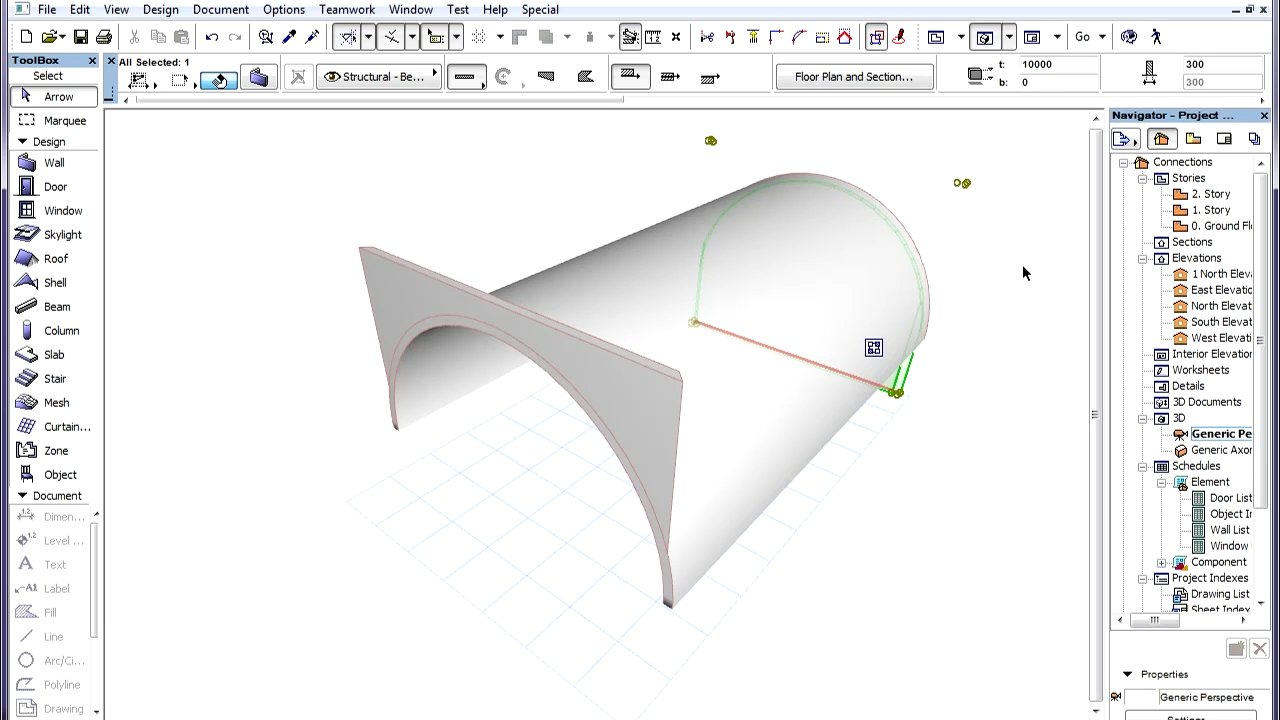 File Edit View Design Document Options Teamwork Window Test Help Special
Go
ToolBox
Select
Arrow
Marquee
Design
Wall
Door
Window
Skylight
Roof
Shell
Beam
Column
Slab
Stair
Mesh
Curtain...
Zone
Object
Document
Dimen...
Level ...
Text
Label
Fill
Line
Arc/Ci...
Polyline
Drawing
All Selected: 1
Structural - Be...
Floor Plan and Section...
t: 10000
b: 0
300
300
Navigator - Project ...
Connections
Stories
2. Story
1. Story
0. Ground Fl
Sections
Elevations
1 North Elev
East Elevatic
North Elevat
South Elevat
West Elevati
Interior Elevation
Worksheets
Details
3D Documents
3D
Generic Pe
Generic Axor
Schedules
Element
Door List
Object Ir
Wall List
Window
Component
Project Indexes
Drawing List
Sheet Index
Properties
Generic Perspective
Settings...